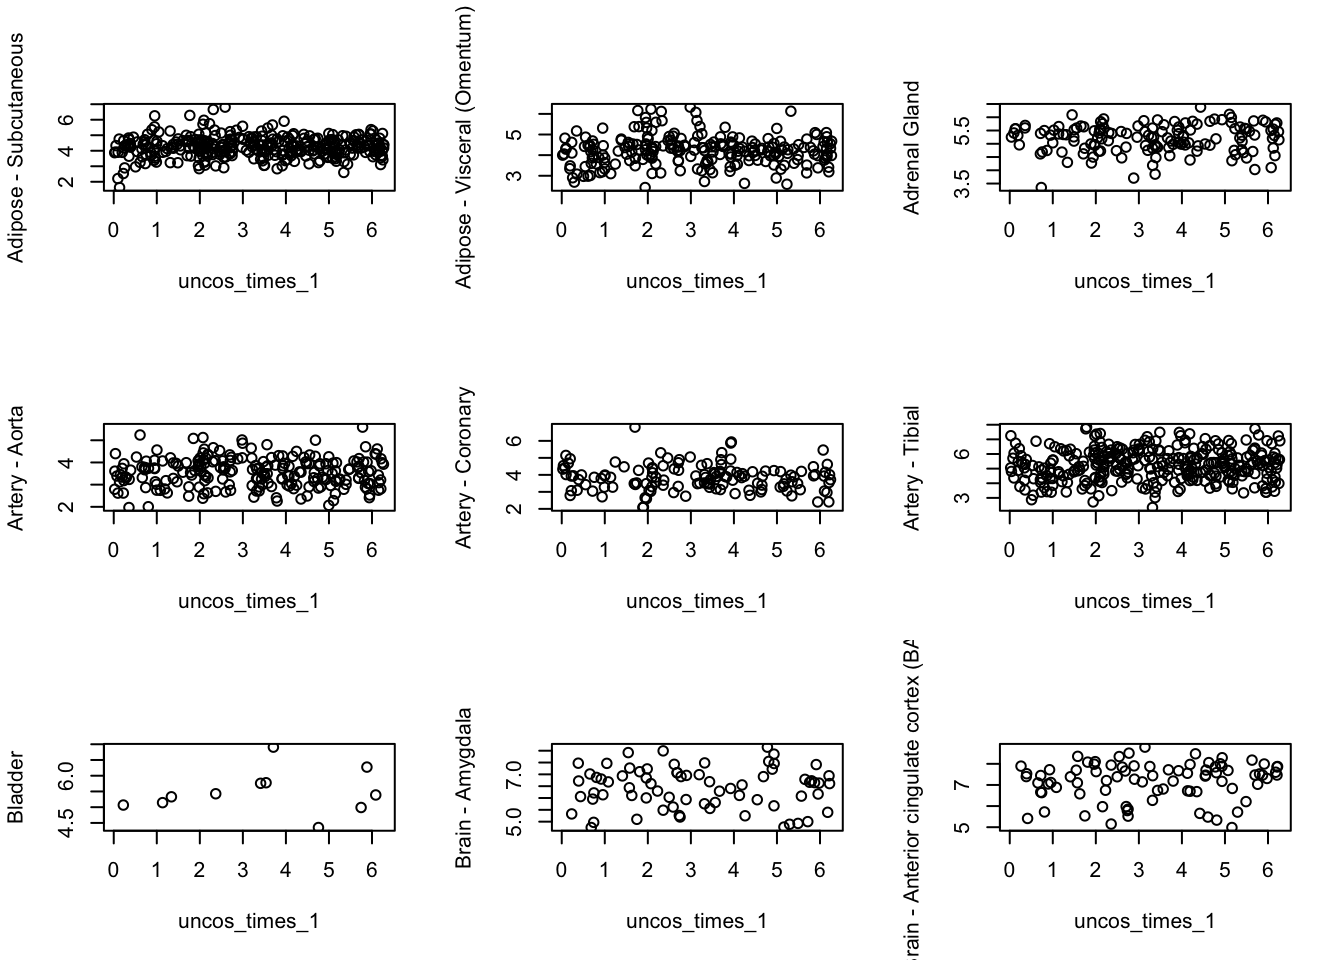 Adipose - Subcutaneous
2 4 6
0 1 2 3 4 5 6
uncos_times_1
Adipose - Visceral (Omentum)
3 5
0 1 2 3 4 5 6
uncos_times_1
Adrenal Gland
3.5 5.5
0 1 2 3 4 5 6
uncos_times_1
Artery - Aorta
2 4
0 1 2 3 4 5 6
uncos_times_1
Artery - Coronary
2 4 6
0 1 2 3 4 5 6
uncos_times_1
Artery - Tibial
3 6
0 1 2 3 4 5 6
uncos_times_1
Bladder
4.5 6.0
0 1 2 3 4 5 6
uncos_times_1
Brain - Amygdala
5.0 7.0
0 1 2 3 4 5 6
uncos_times_1
rain - Anterior cingulate cortex (BA
5 7
0 1 2 3 4 5 6
uncos_times_1